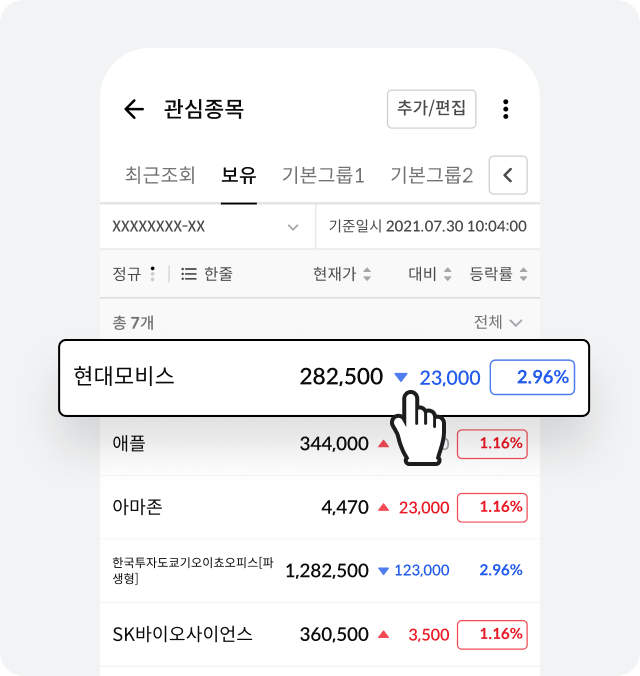 관심종목 추가/편집
최근조회 보유 기본그룹1 기본그룹2
XXXXXXXX-XX 기준일시 2021.07.30 10:04:00
정규 한줄 현재가 대비 등락률
총 7개 전체
현대모비스 282,500 ▼ 23,000 2.96%
애플 344,000 ▲ 1.16%
아마존 4,470 ▲ 23,000 1.16%
한국투자도쿄기오이쵸오피스[파
생형] 1,282,500 ▼ 123,000 2.96%
SK바이오사이언스 360,500 ▲ 3,500 1.16%